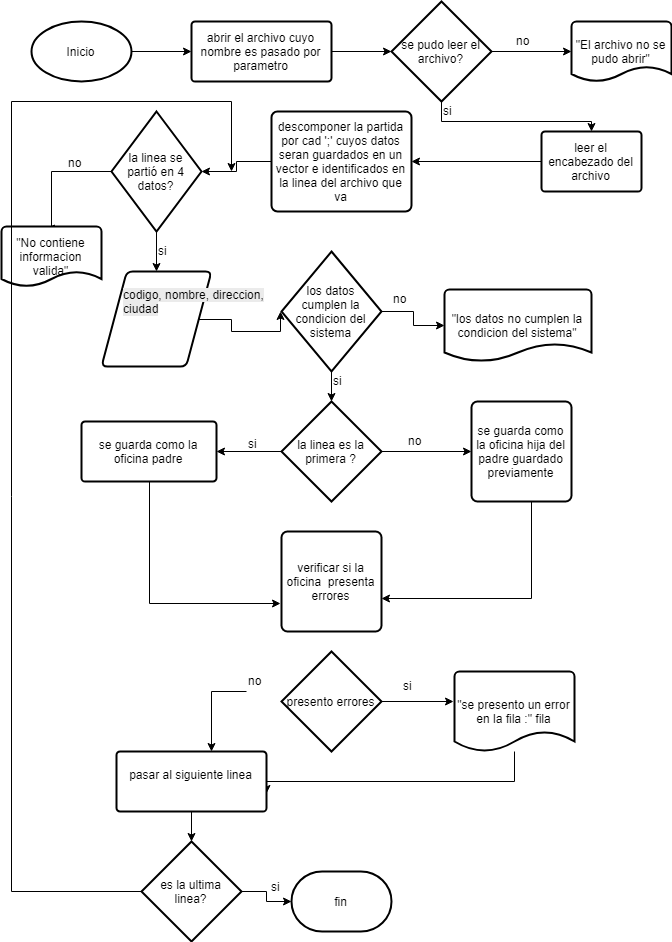 Inicio
abrir el archivo cuyo
nombre es pasado por
parametro
se pudo leer el
archivo?
no
"El archivo no se
pudo abrir"
si
leer el
encabezado del
archivo
descomponer la partida
por cad ';' cuyos datos
seran guardados en un
vector e identificados en
la linea del archivo que
va
la linea se
partió en 4
datos?
no
"No contiene
informacion
valida"
si
codigo, nombre, direccion,
ciudad
los datos
cumplen la
condicion del
sistema
no
"los datos no cumplen la
condicion del sistema"
si
la linea es la
primera ?
si
se guarda como la
oficina padre
no
se guarda como
la oficina hija del
padre guardado
previamente
verificar si la
oficina presenta
errores
presento errores
no
si
"se presento un error
en la fila :" fila
pasar al siguiente linea
es la ultima
linea?
si
fin